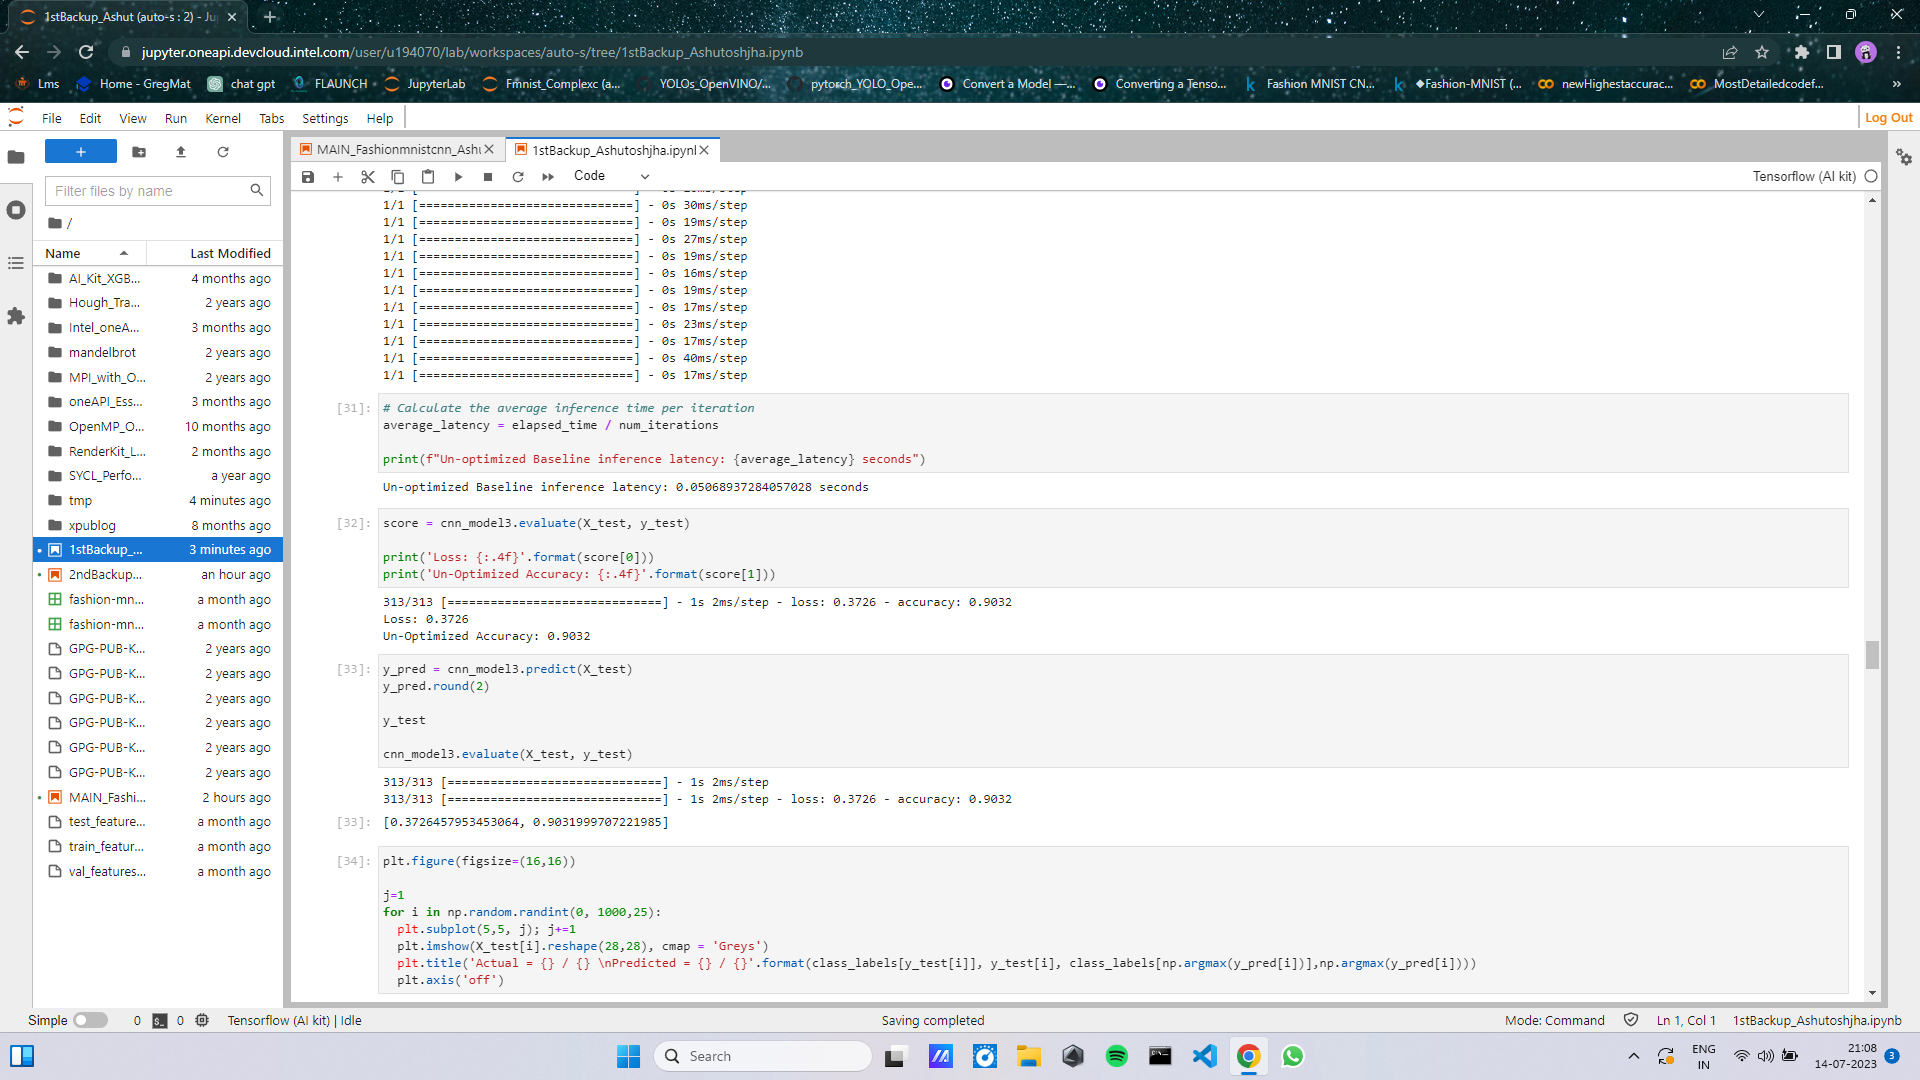 1stBackup_Ashut (auto-s : 2) - Ju
jupyter.oneapi.devcloud.intel.com/user/u194070/lab/workspaces/auto-s/tree/1stBackup_Ashutoshjha.ipynb
Lms
Home - GregMat
chat gpt
FLAUNCH
JupyterLab
Fmnist_Complexc (a...
YOLOs_OpenVINO/...
pytorch_YOLO_Ope...
Convert a Model —...
Converting a Tenso...
Fashion MNIST CN...
◆Fashion-MNIST (...
newHighestaccurac...
MostDetailedcodef...
»
File Edit View Run Kernel Tabs Settings Help
Log Out
MAIN_Fashionmnistcnn_Ashu
1stBackup_Ashutoshjha.ipynl
Code
Tensorflow (AI kit)
Filter files by name
/
Name Last Modified
AI_Kit_XGB... 4 months ago
Hough_Tra... 2 years ago
Intel_oneA... 3 months ago
mandelbrot 2 years ago
MPI_with_O... 2 years ago
oneAPI_Ess... 3 months ago
OpenMP_O... 10 months ago
RenderKit_L... 2 months ago
SYCL_Perfo... a year ago
tmp 4 minutes ago
xpublog 8 months ago
1stBackup_... 3 minutes ago
2ndBackup... an hour ago
fashion-mn... a month ago
fashion-mn... a month ago
GPG-PUB-K... 2 years ago
GPG-PUB-K... 2 years ago
GPG-PUB-K... 2 years ago
GPG-PUB-K... 2 years ago
GPG-PUB-K... 2 years ago
GPG-PUB-K... 2 years ago
MAIN_Fashi... 2 hours ago
test_feature... a month ago
train_featur... a month ago
val_features... a month ago
1/1 [==============================] - 0s 30ms/step
1/1 [==============================] - 0s 19ms/step
1/1 [==============================] - 0s 27ms/step
1/1 [==============================] - 0s 19ms/step
1/1 [==============================] - 0s 16ms/step
1/1 [==============================] - 0s 19ms/step
1/1 [==============================] - 0s 17ms/step
1/1 [==============================] - 0s 23ms/step
1/1 [==============================] - 0s 17ms/step
1/1 [==============================] - 0s 40ms/step
1/1 [==============================] - 0s 17ms/step
[31]: # Calculate the average inference time per iteration
average_latency = elapsed_time / num_iterations
print(f"Un-optimized Baseline inference latency: {average_latency} seconds")
Un-optimized Baseline inference latency: 0.05068937284057028 seconds
[32]: score = cnn_model3.evaluate(X_test, y_test)
print('Loss: {:.4f}'.format(score[0]))
print('Un-Optimized Accuracy: {:.4f}'.format(score[1]))
313/313 [==============================] - 1s 2ms/step - loss: 0.3726 - accuracy: 0.9032
Loss: 0.3726
Un-Optimized Accuracy: 0.9032
[33]: y_pred = cnn_model3.predict(X_test)
y_pred.round(2)
y_test
cnn_model3.evaluate(X_test, y_test)
313/313 [==============================] - 1s 2ms/step
313/313 [==============================] - 1s 2ms/step - loss: 0.3726 - accuracy: 0.9032
[33]: [0.3726457953453064, 0.9031999707221985]
[34]: plt.figure(figsize=(16,16))
j=1
for i in np.random.randint(0, 1000,25):
  plt.subplot(5,5, j); j+=1
  plt.imshow(X_test[i].reshape(28,28), cmap = 'Greys')
  plt.title('Actual = {} / {} \nPredicted = {} / {}'.format(class_labels[y_test[i]], y_test[i], class_labels[np.argmax(y_pred[i])],np.argmax(y_pred[i])))
  plt.axis('off')
Simple 0 0 Tensorflow (AI kit) | Idle Saving completed Mode: Command Ln 1, Col 1 1stBackup_Ashutoshjha.ipynb
Search
ENG
IN
21:08
14-07-2023
3